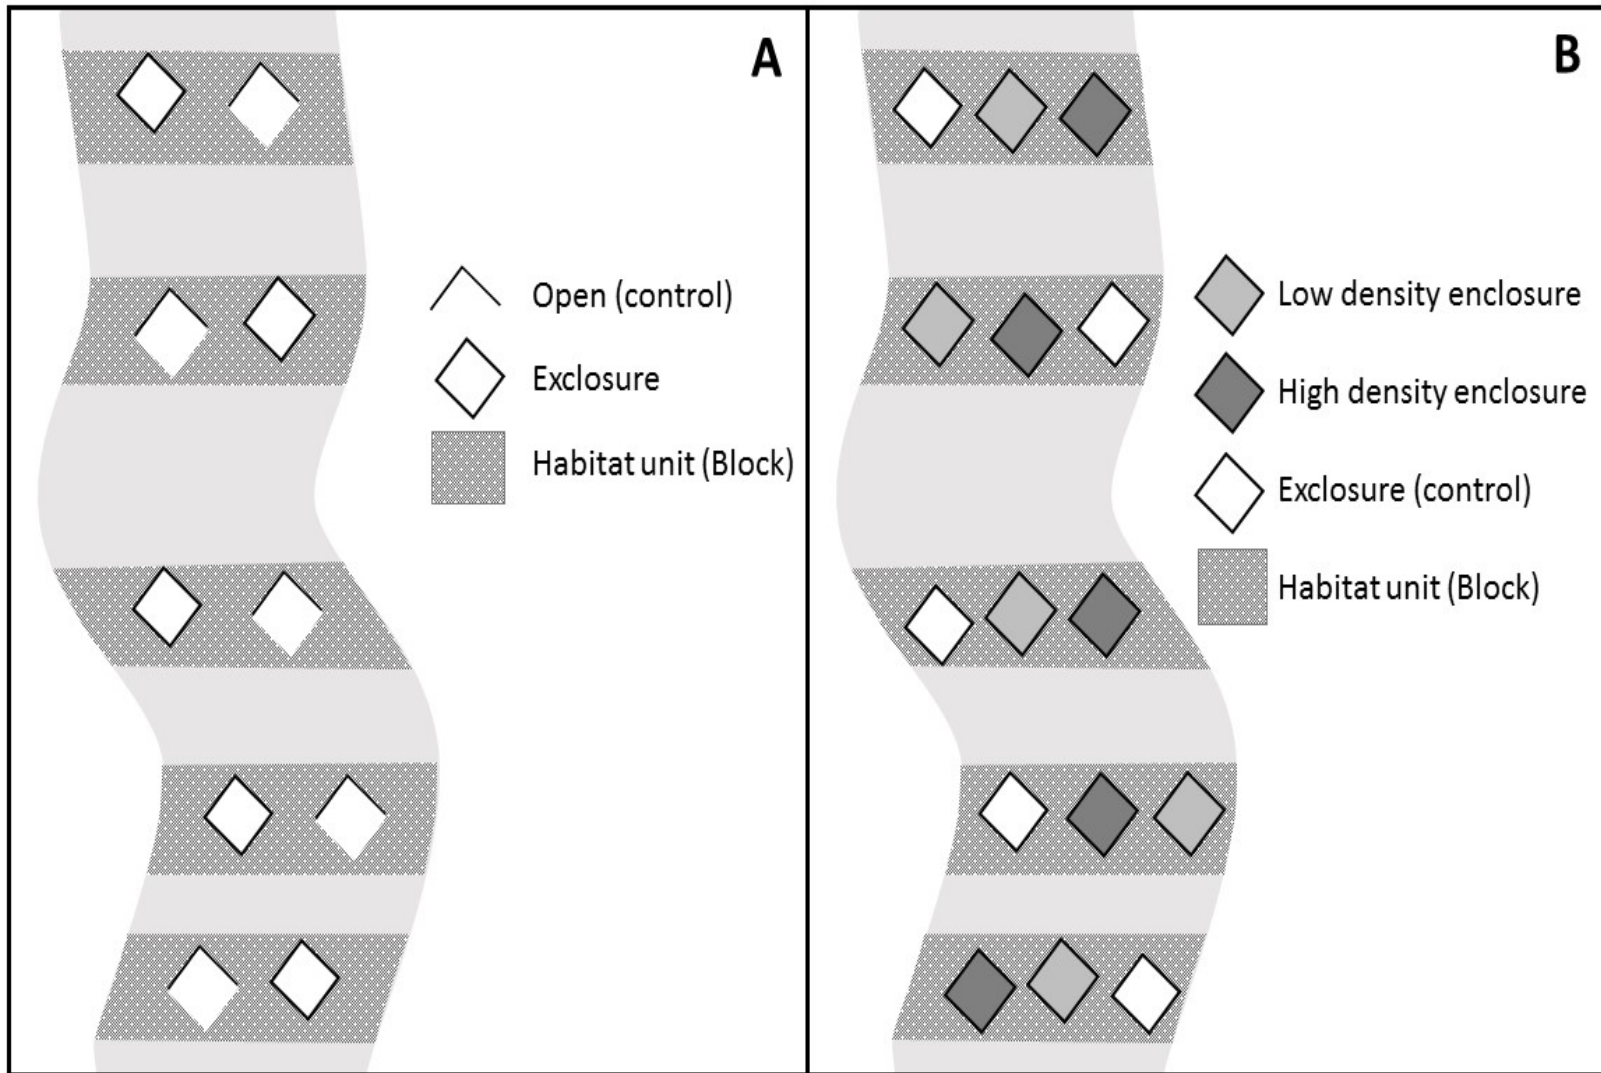 A
Open (control)
Exclosure
Habitat unit (Block)
B
Low density enclosure
High density enclosure
Exclosure (control)
Habitat unit (Block)